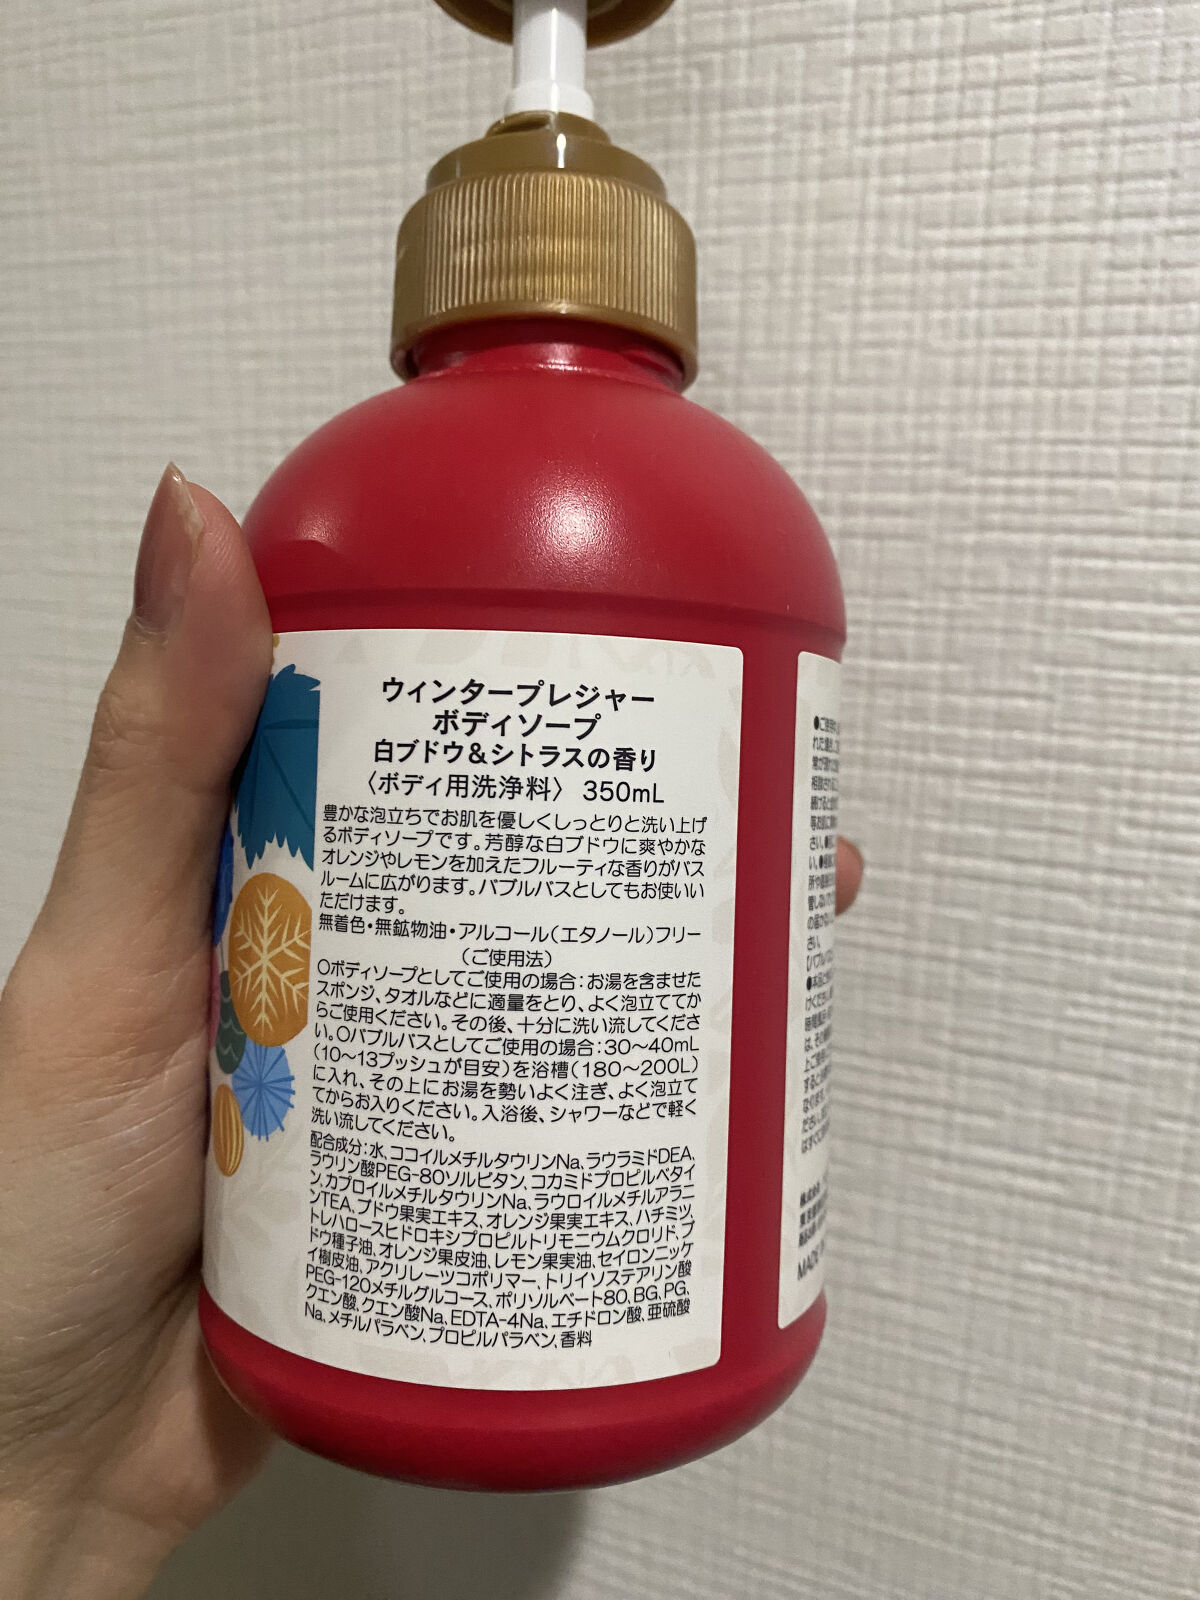 ウィンタープレジャー
ボディソープ
白ブドウ＆シトラスの香り
〈ボディ用洗浄料〉 350mL
豊かな泡立ちでお肌を優しくしっとりと洗い上げ
るボディソープです。芳醇な白ブドウに爽やかな
オレンジやレモンを加えたフルーティな香りがバス
ルームに広がります。バブルバスとしてもお使いい
ただけます。
無着色・無鉱物油・アルコール（エタノール）フリー
（ご使用法）
○ボディソープとしてご使用の場合：お湯を含ませた
スポンジ、タオルなどに適量をとり、よく泡立ててか
らご使用ください。その後、十分に洗い流してくださ
い。○バブルバスとしてご使用の場合：30〜40mL
（10〜13プッシュが目安）を浴槽（180〜200L）
に入れ、その上にお湯を勢いよく注ぎ、よく泡立て
てからお入りください。入浴後、シャワーなどで軽く
洗い流してください。
配合成分：水、ココイルメチルタウリンNa、ラウラミドDEA、
ラウリン酸PEG-80ソルビタン、コカミドプロピルベタイ
ン、カプロイルメチルタウリンNa、ラウロイルメチルアラニ
ンTEA、ブドウ果実エキス、オレンジ果実エキス、ハチミツ、
トレハロースヒドロキシプロピルトリモニウムクロリド、ブ
ドウ種子油、オレンジ果皮油、レモン果実油、セイロンニッケ
イ樹皮油、アクリレーツコポリマー、トリイソステアリン酸
PEG-120メチルグルコース、ポリソルベート80、BG、PG、
クエン酸、クエン酸Na、EDTA-4Na、エチドロン酸、亜硫酸
Na、メチルパラベン、プロピルパラベン、香料
MADE